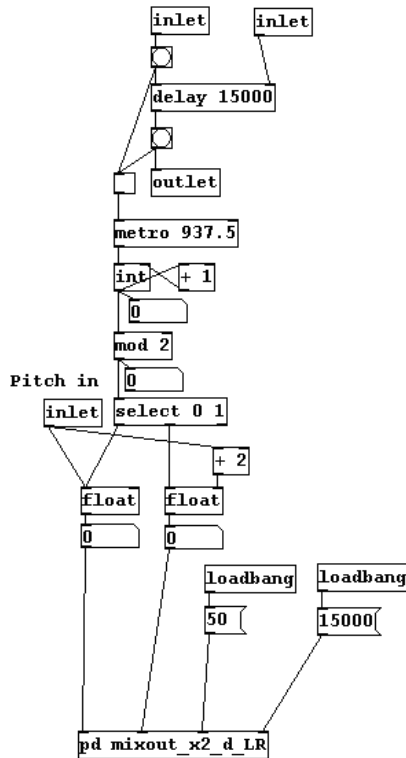 inlet
inlet
delay 15000
outlet
metro 937.5
int
+ 1
0
mod 2
0
Pitch in
inlet
select 0 1
+ 2
float
float
0
0
loadbang
loadbang
50
15000
pd mixout_x2_d_LR